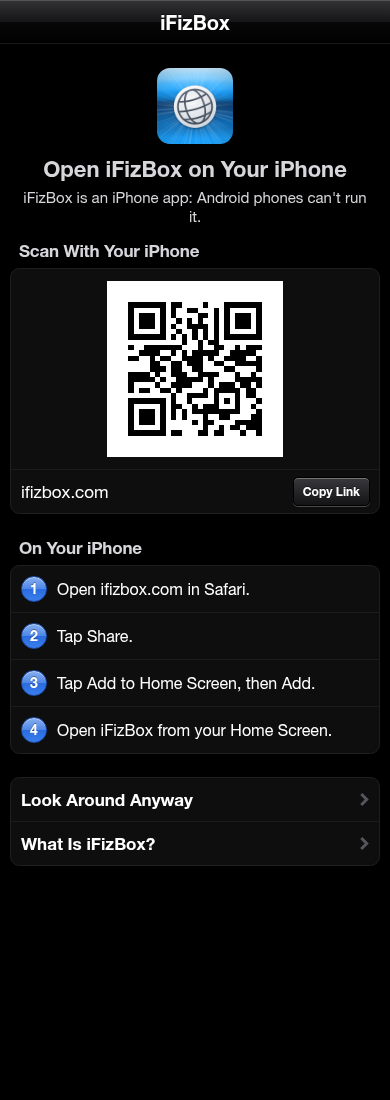 iFizBox
Open iFizBox on Your iPhone
iFizBox is an iPhone app: Android phones can't run
it.
Scan With Your iPhone
ifizbox.com
Copy Link
On Your iPhone
1 Open ifizbox.com in Safari.
2 Tap Share.
3 Tap Add to Home Screen, then Add.
4 Open iFizBox from your Home Screen.
Look Around Anyway
What Is iFizBox?